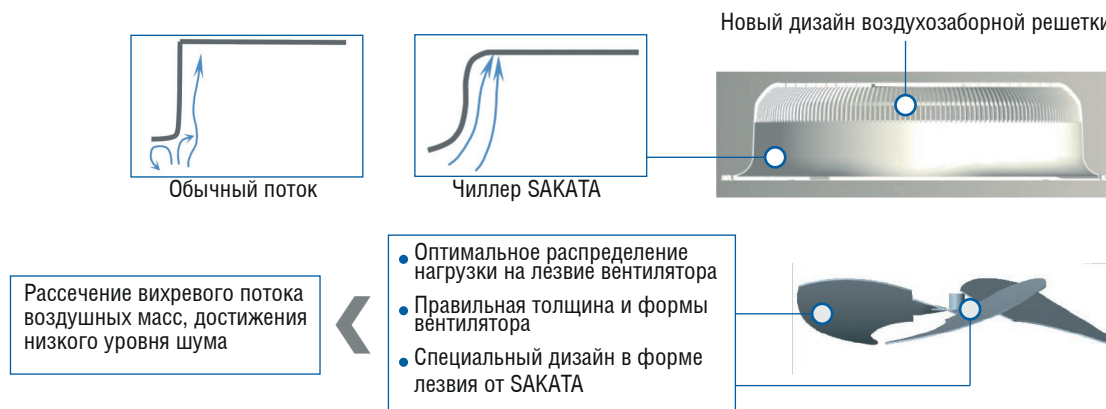 Новый дизайн воздухозаборной решетки
Обычный поток
Чиллер SAKATA
Рассечение вихревого потока
воздушных масс, достижения
низкого уровня шума
Оптимальное распределение
нагрузки на лезвие вентилятора
Правильная толщина и формы
вентилятора
Специальный дизайн в форме
лезвия от SAKATA